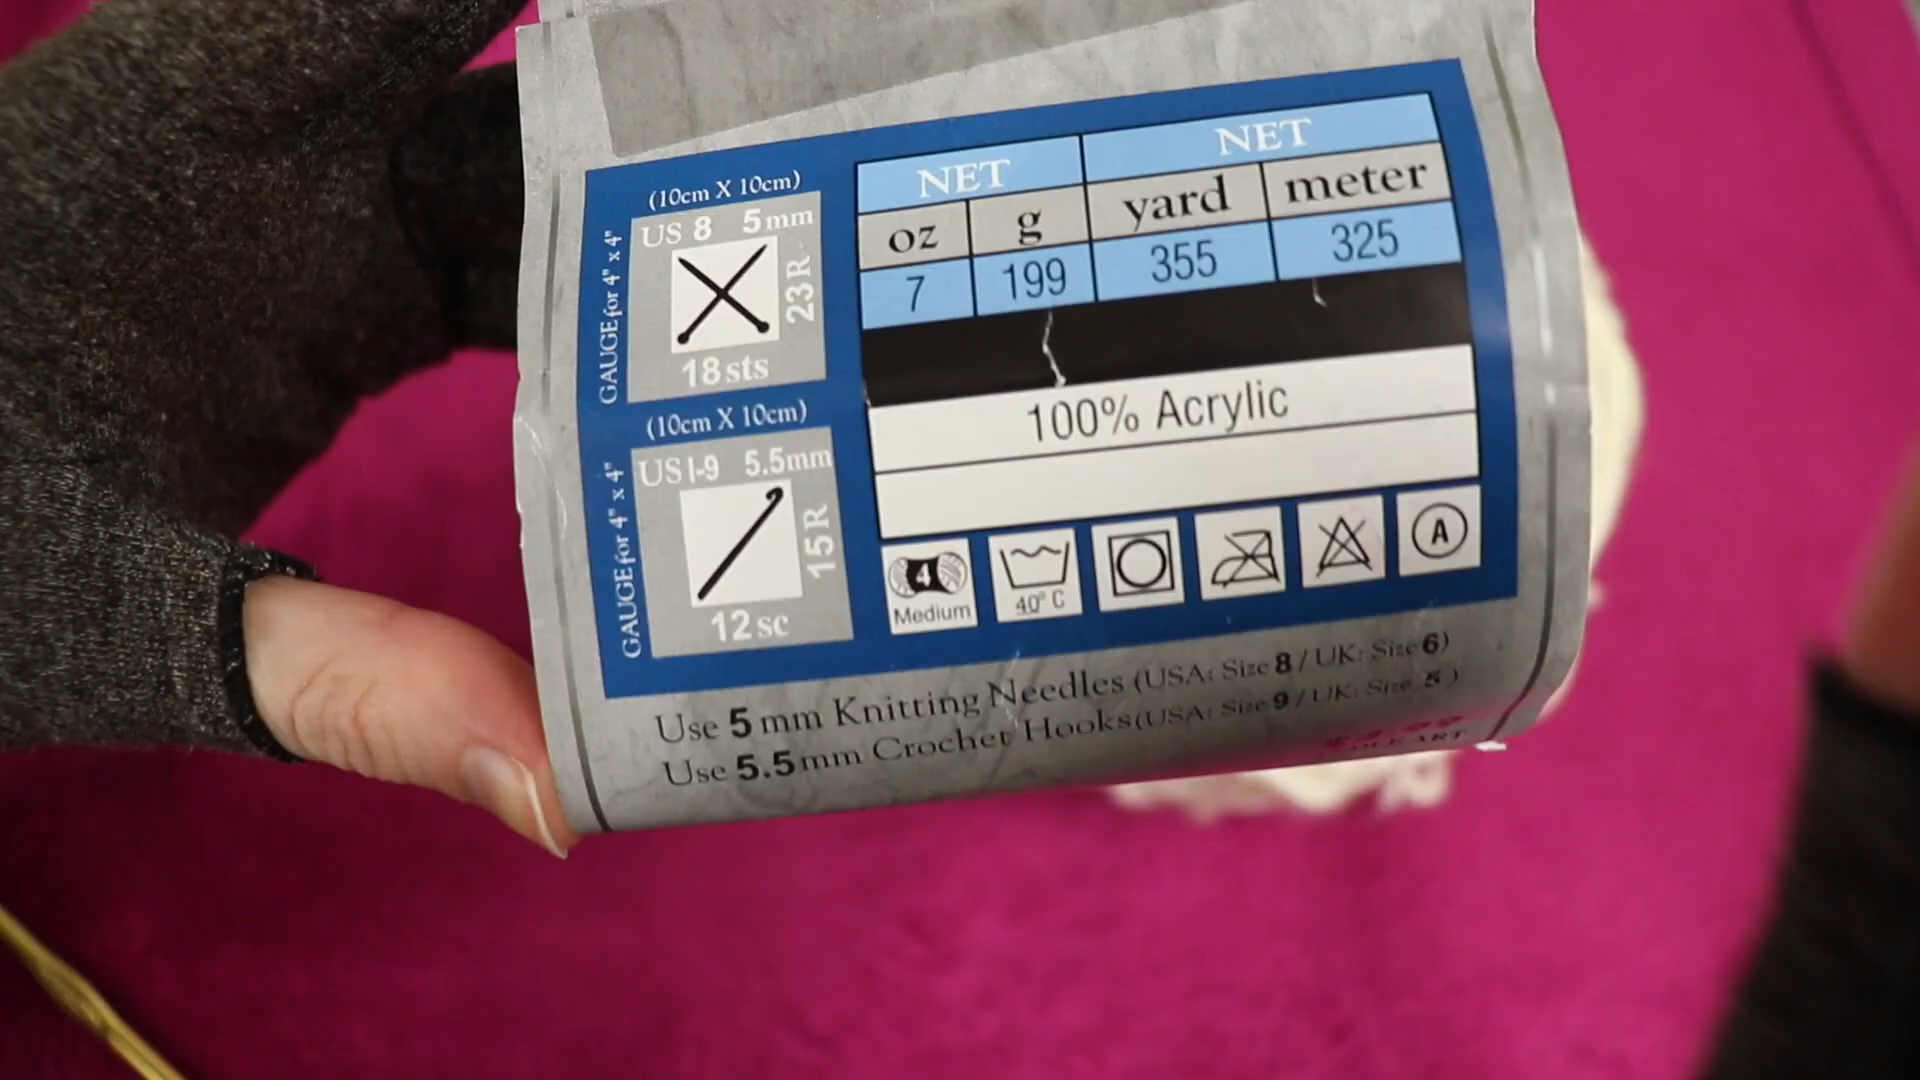 (10cm X 10cm)
GAUGE for 4" x 4"
US 8 5mm
23 R
18 sts
(10cm X 10cm)
GAUGE for 4" x 4"
US I-9 5.5mm
15 R
12 sc
NET NET
oz g yard meter
7 199 355 325
100% Acrylic
4
Medium
40° C
A
Use 5 mm Knitting Needles (USA: Size 8 / UK: Size 6)
Use 5.5mm Crochet Hooks (USA: Size 9 / UK: Size 5 )